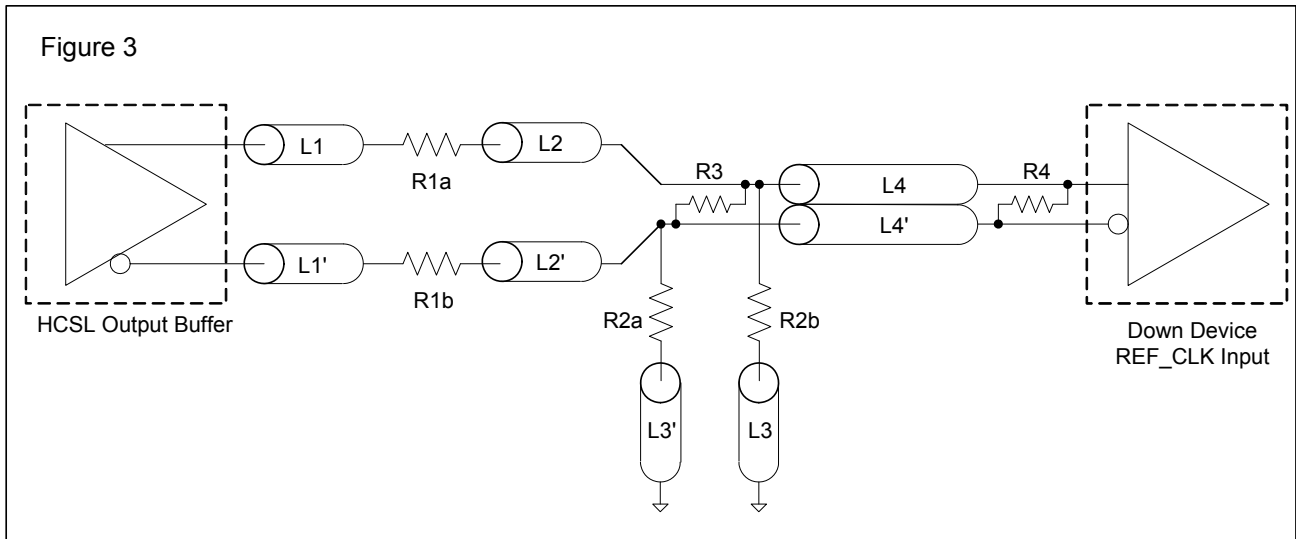 Figure 3
L1
R1a
L2
R3
L4
R4
L4'
L1'
R1b
L2'
HCSL Output Buffer
R2a
R2b
Down Device
REF_CLK Input
L3'
L3